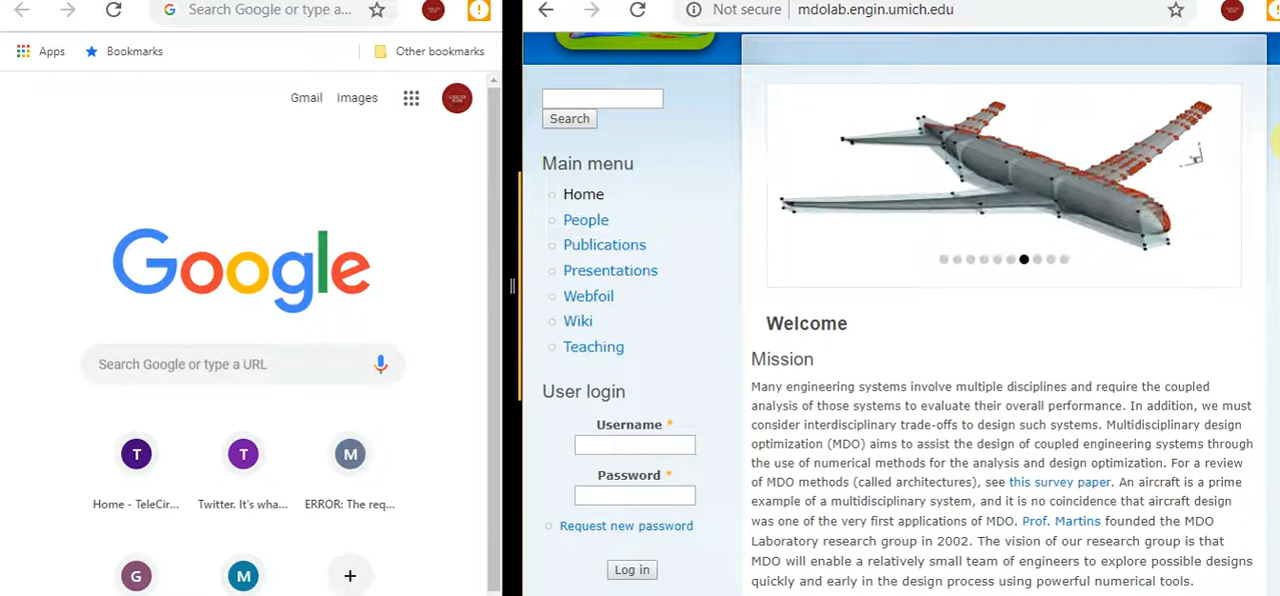 Search Google or type a...
Apps
Bookmarks
Other bookmarks
Gmail
Images
Google
Search Google or type a URL
T
T
M
Home - TeleCir...
Twitter. It's wha...
ERROR: The req...
G
M
Not secure
mdolab.engin.umich.edu
Search
Main menu
Home
People
Publications
Presentations
Webfoil
Wiki
Teaching
User login
Username *
Password *
Request new password
Log in
Welcome
Mission
Many engineering systems involve multiple disciplines and require the coupled
analysis of those systems to evaluate their overall performance. In addition, we must
consider interdisciplinary trade-offs to design such systems. Multidisciplinary design
optimization (MDO) aims to assist the design of coupled engineering systems through
the use of numerical methods for the analysis and design optimization. For a review
of MDO methods (called architectures), see this survey paper. An aircraft is a prime
example of a multidisciplinary system, and it is no coincidence that aircraft design
was one of the very first applications of MDO. Prof. Martins founded the MDO
Laboratory research group in 2002. The vision of our research group is that
MDO will enable a relatively small team of engineers to explore possible designs
quickly and early in the design process using powerful numerical tools.